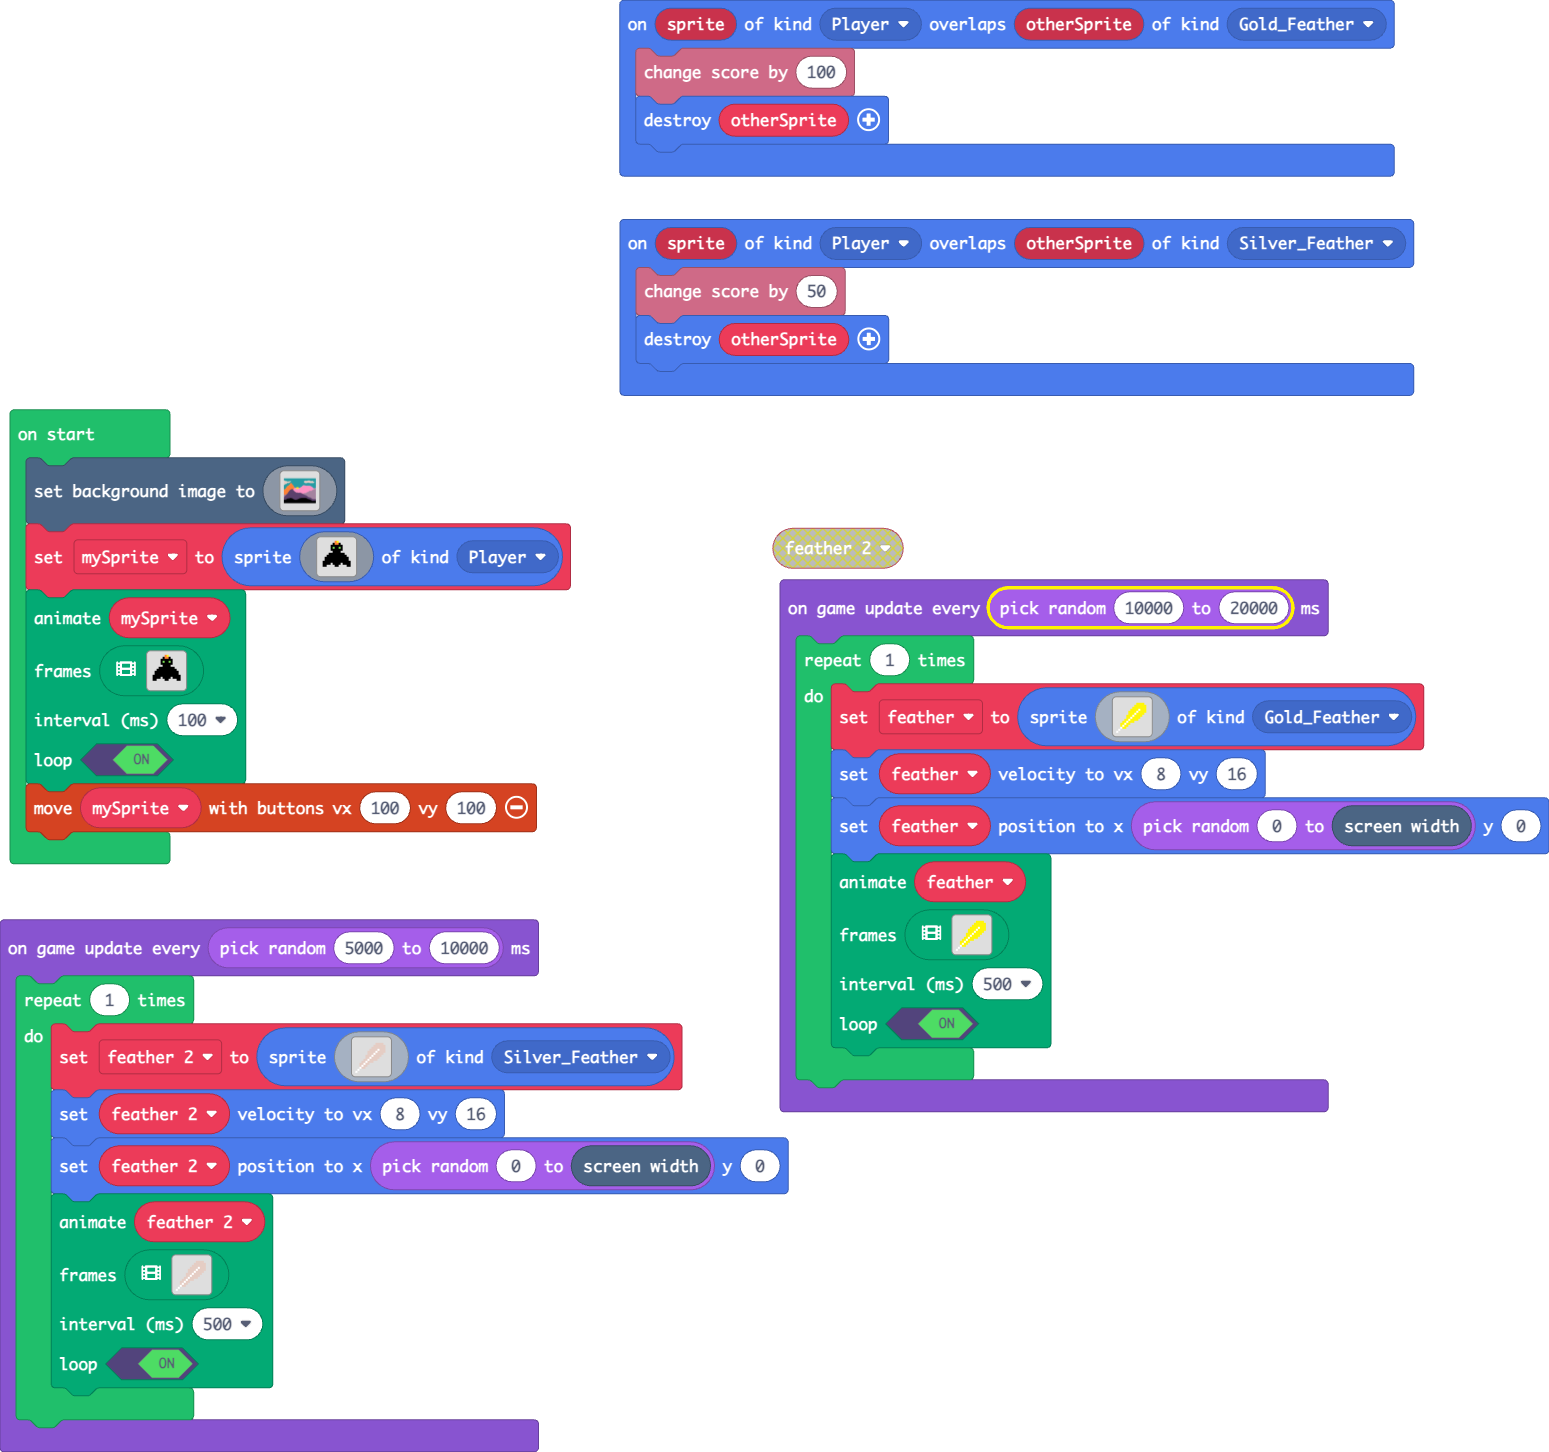 on sprite of kind Player overlaps otherSprite of kind Gold_Feather
change score by 100
destroy otherSprite
on sprite of kind Player overlaps otherSprite of kind Silver_Feather
change score by 50
destroy otherSprite
on start
set background image to
set mySprite to sprite of kind Player
animate mySprite
frames
interval (ms) 100
loop ON
move mySprite with buttons vx 100 vy 100
feather 2
on game update every pick random 10000 to 20000 ms
repeat 1 times
do
set feather to sprite of kind Gold_Feather
set feather velocity to vx 8 vy 16
set feather position to x pick random 0 to screen width y 0
animate feather
frames
interval (ms) 500
loop ON
on game update every pick random 5000 to 10000 ms
repeat 1 times
do
set feather 2 to sprite of kind Silver_Feather
set feather 2 velocity to vx 8 vy 16
set feather 2 position to x pick random 0 to screen width y 0
animate feather 2
frames
interval (ms) 500
loop ON